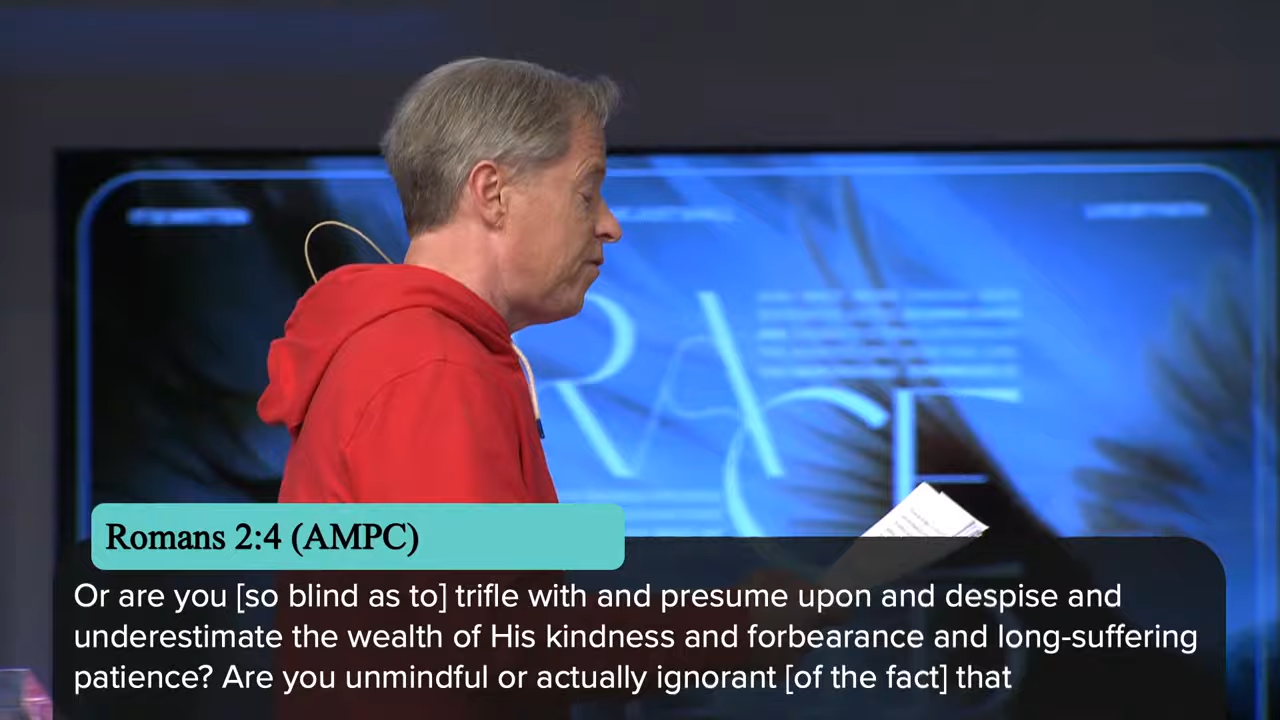 RACE
Romans 2:4 (AMPC)
Or are you [so blind as to] trifle with and presume upon and despise and
underestimate the wealth of His kindness and forbearance and long-suffering
patience? Are you unmindful or actually ignorant [of the fact] that